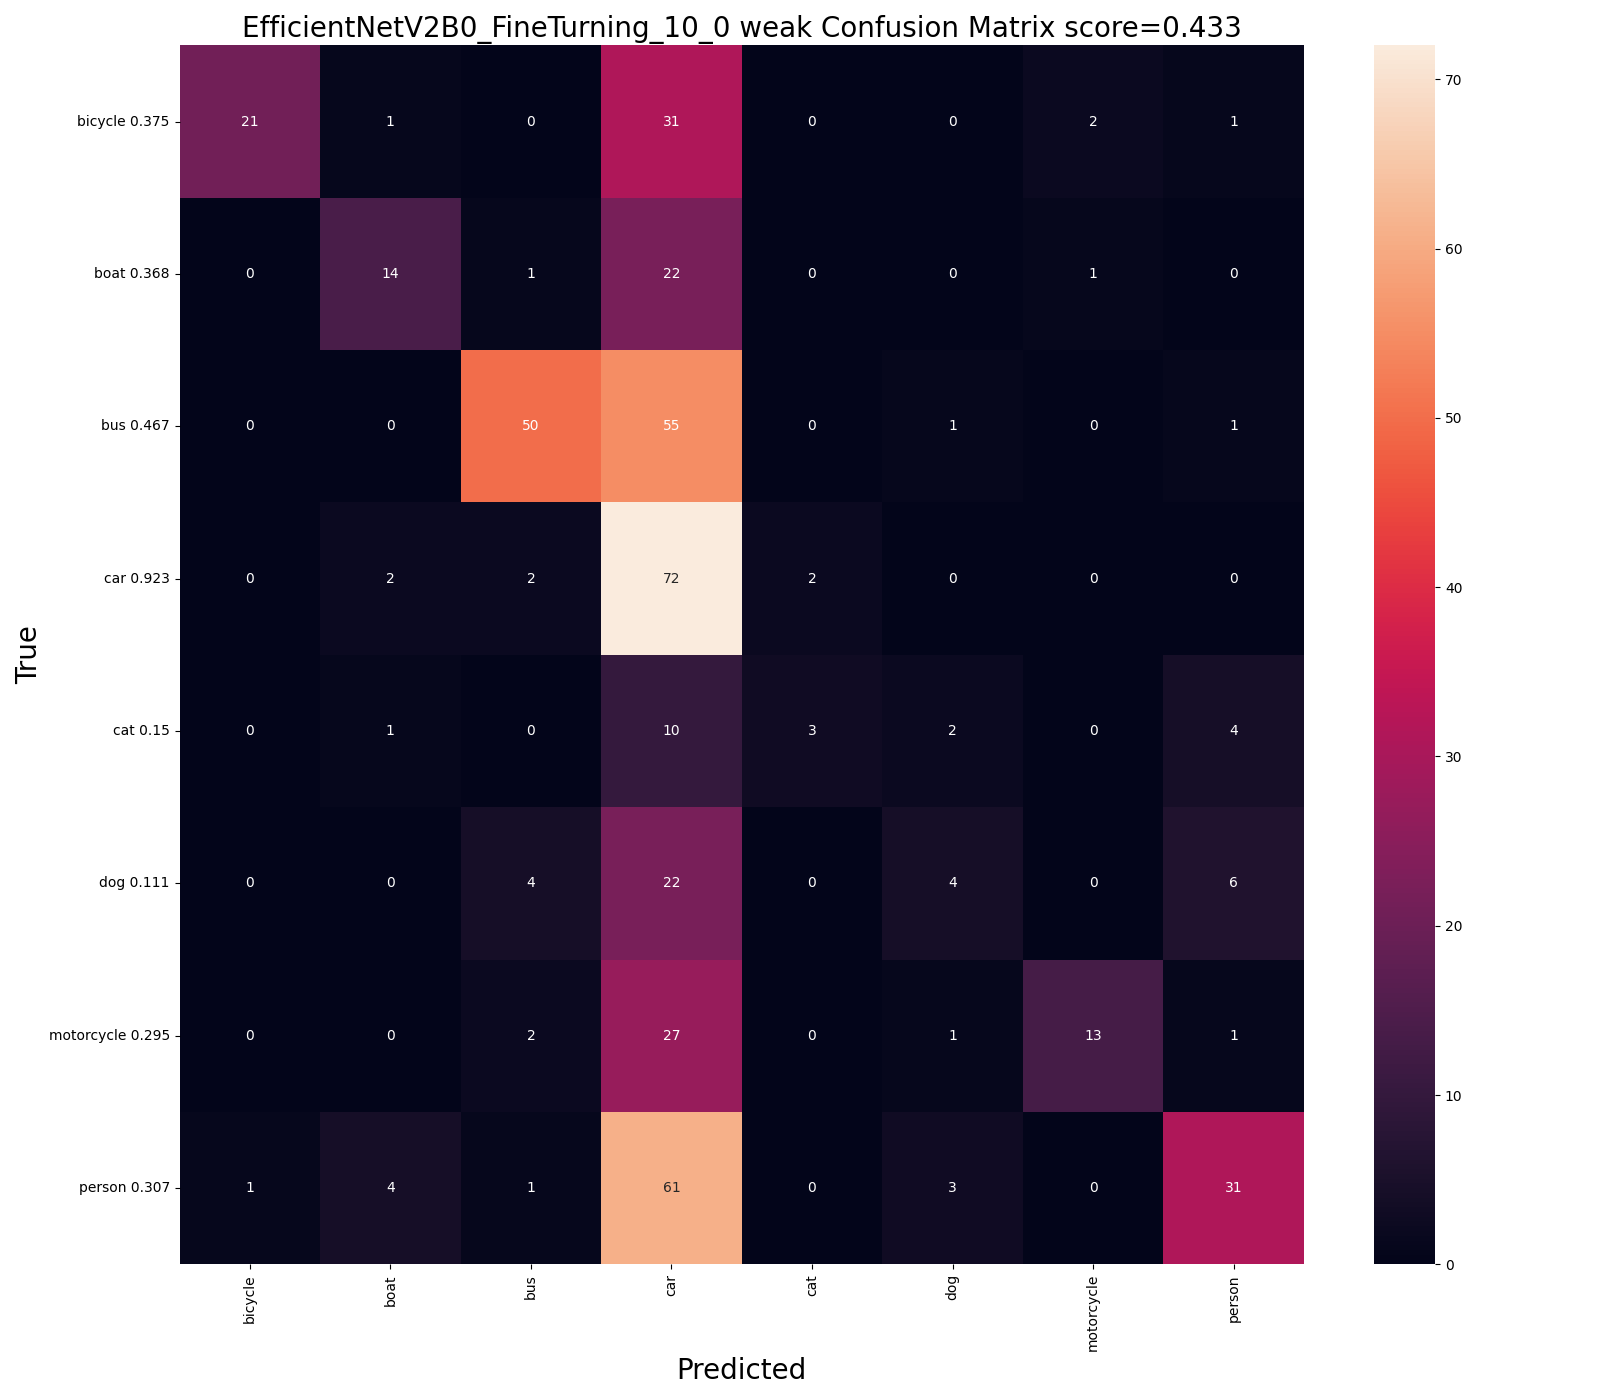 EfficientNetV2B0_FineTurning_10_0 weak Confusion Matrix score=0.433
True
bicycle 0.375 21 1 0 31 0 0 2 1
boat 0.368 0 14 1 22 0 0 1 0
bus 0.467 0 0 50 55 0 1 0 1
car 0.923 0 2 2 72 2 0 0 0
cat 0.15 0 1 0 10 3 2 0 4
dog 0.111 0 0 4 22 0 4 0 6
motorcycle 0.295 0 0 2 27 0 1 13 1
person 0.307 1 4 1 61 0 3 0 31
bicycle boat bus car cat dog motorcycle person
Predicted
70
60
50
40
30
20
10
0